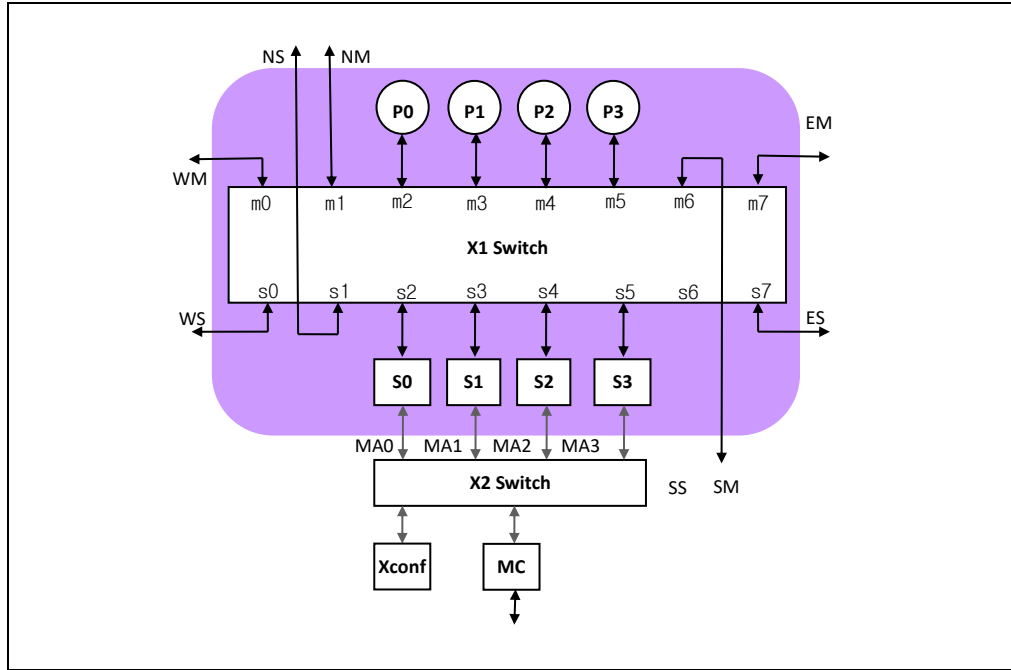 NS NM
P0 P1 P2 P3
EM
WM
m0 m1 m2 m3 m4 m5 m6 m7
X1 Switch
s0 s1 s2 s3 s4 s5 s6 s7
WS ES
S0 S1 S2 S3
MA0 MA1 MA2 MA3
X2 Switch SS SM
Xconf MC